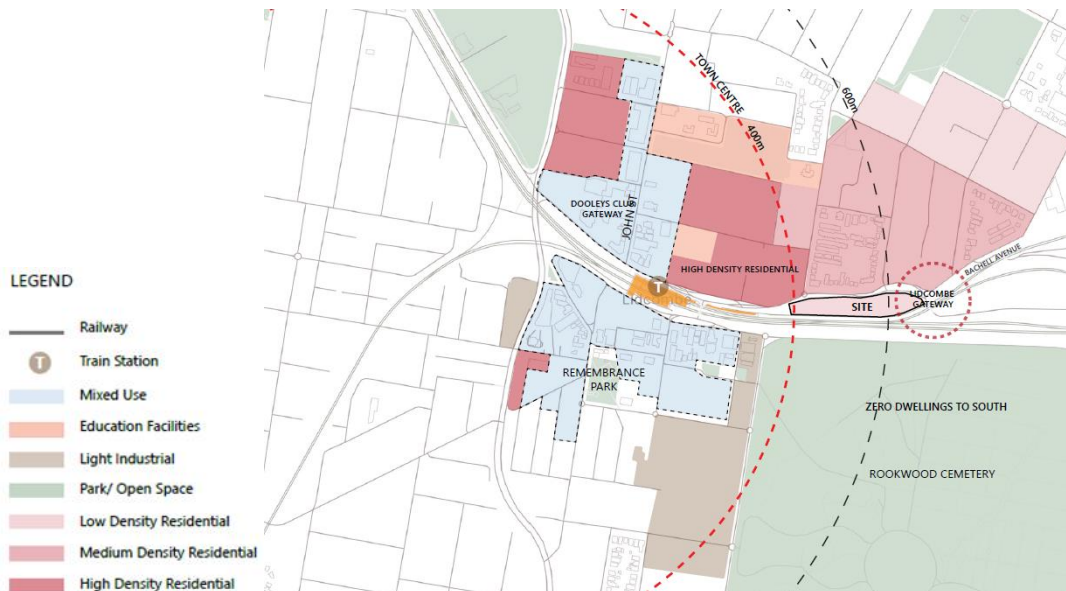 LEGEND
Railway
T
Train Station
Mixed Use
Education Facilities
Light Industrial
Park/ Open Space
Low Density Residential
Medium Density Residential
High Density Residential
TOWN CENTRE
400m
600m
DOOLEYS CLUB
GATEWAY
JOHN ST
HIGH DENSITY RESIDENTIAL
BACHELL AVENUE
T
Lidcombe
SITE
LIDCOMBE
GATEWAY
REMEMBRANCE
PARK
ZERO DWELLINGS TO SOUTH
ROOKWOOD CEMETERY